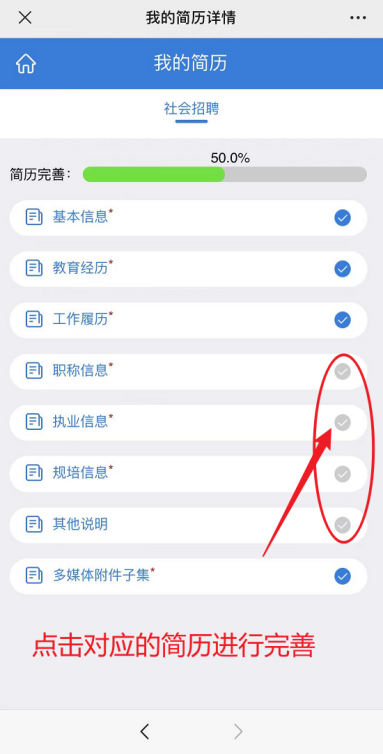 我的简历详情
我的简历
社会招聘
50.0%
简历完善：
基本信息*
教育经历*
工作履历*
职称信息*
执业信息*
规培信息*
其他说明
多媒体附件子集*
点击对应的简历进行完善